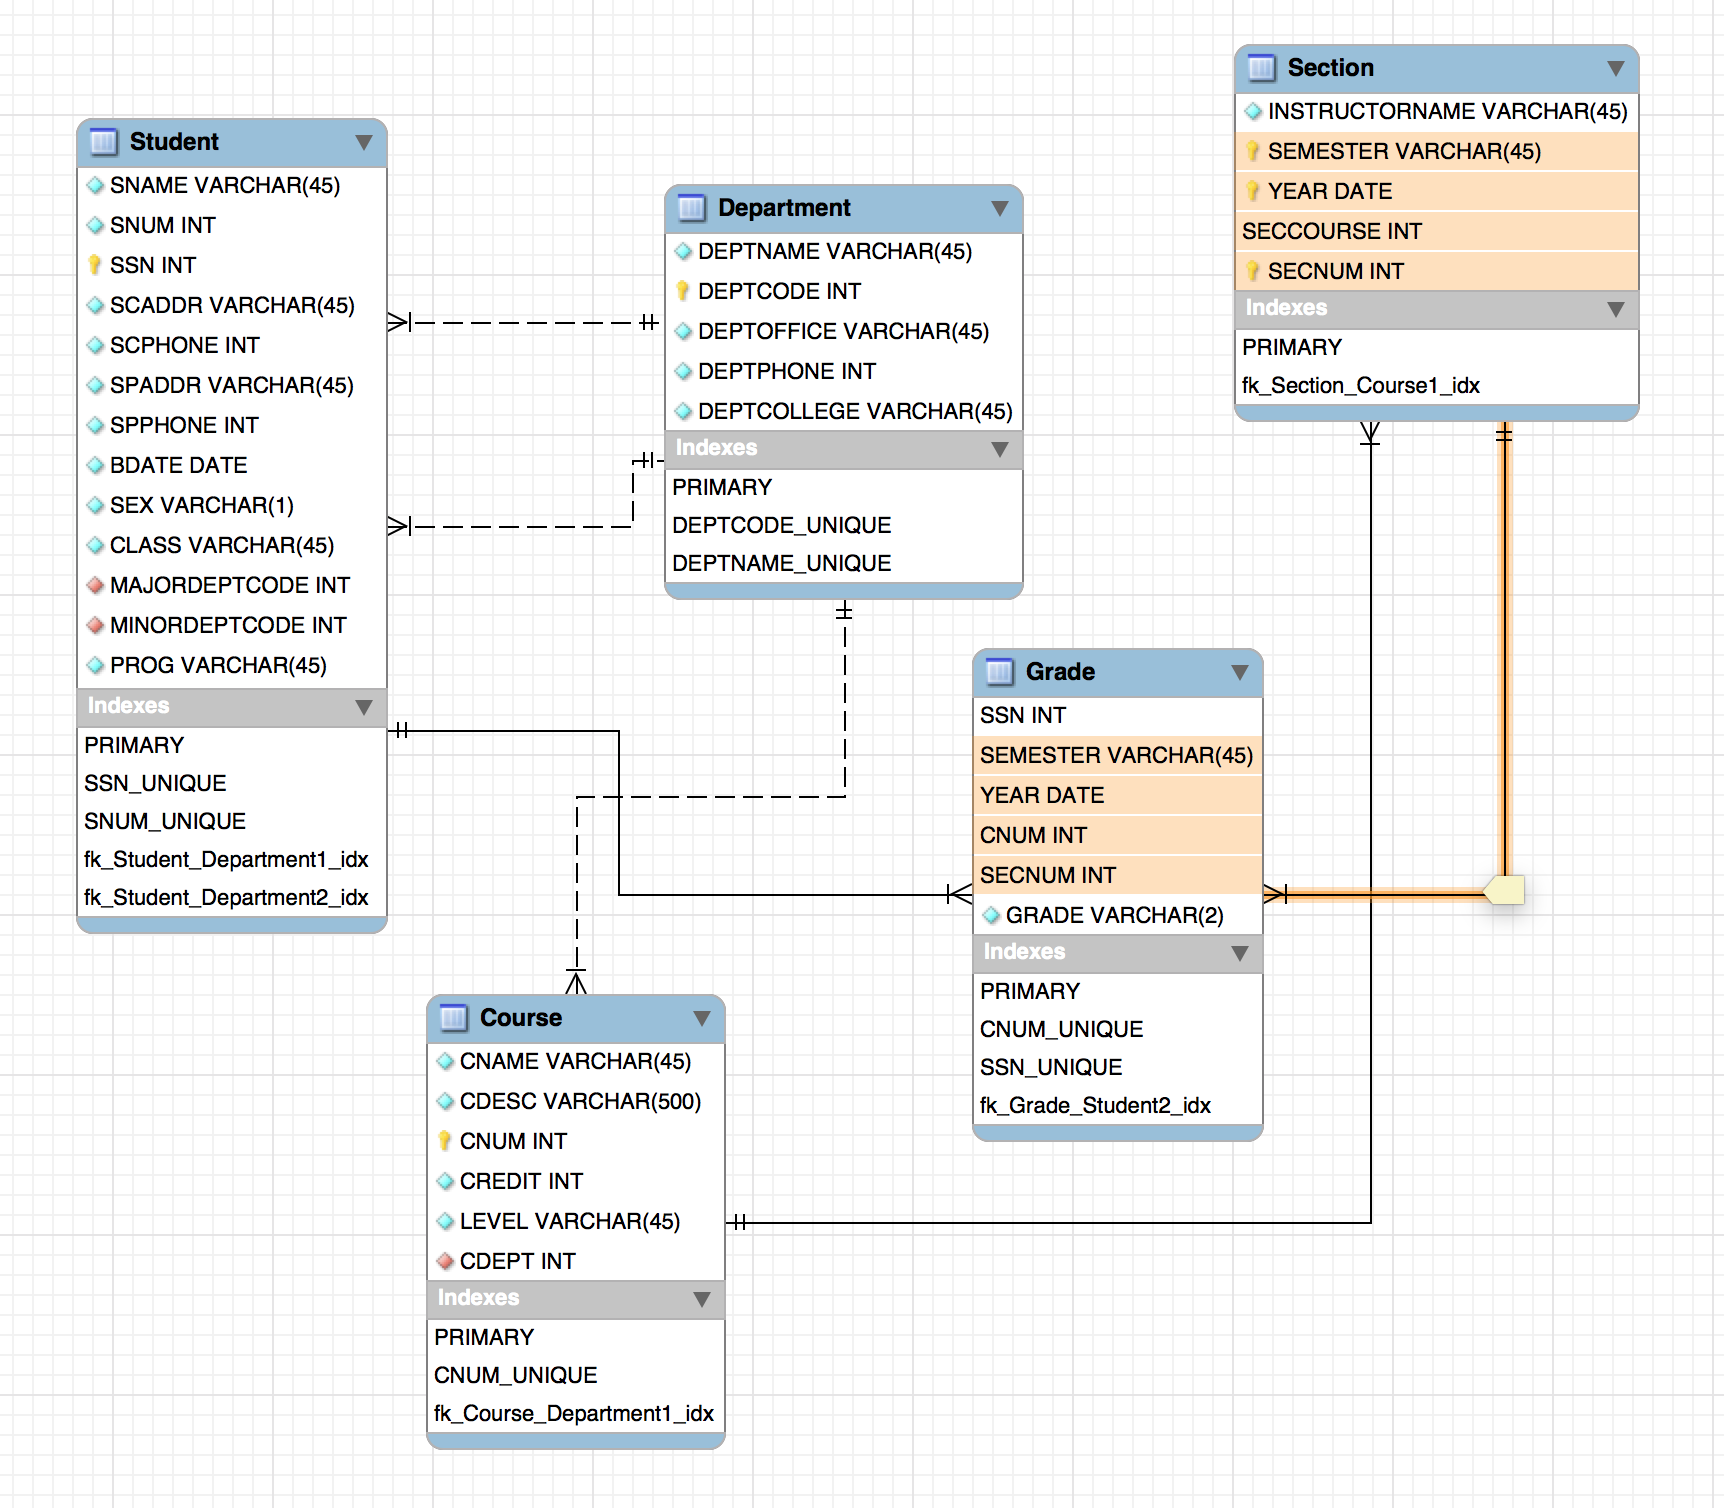 Student
SNAME VARCHAR(45)
SNUM INT
SSN INT
SCADDR VARCHAR(45)
SCPHONE INT
SPADDR VARCHAR(45)
SPPHONE INT
BDATE DATE
SEX VARCHAR(1)
CLASS VARCHAR(45)
MAJORDEPTCODE INT
MINORDEPTCODE INT
PROG VARCHAR(45)
Indexes
PRIMARY
SSN_UNIQUE
SNUM_UNIQUE
fk_Student_Department1_idx
fk_Student_Department2_idx
Department
DEPTNAME VARCHAR(45)
DEPTCODE INT
DEPTOFFICE VARCHAR(45)
DEPTPHONE INT
DEPTCOLLEGE VARCHAR(45)
Indexes
PRIMARY
DEPTCODE_UNIQUE
DEPTNAME_UNIQUE
Section
INSTRUCTORNAME VARCHAR(45)
SEMESTER VARCHAR(45)
YEAR DATE
SECCOURSE INT
SECNUM INT
Indexes
PRIMARY
fk_Section_Course1_idx
Grade
SSN INT
SEMESTER VARCHAR(45)
YEAR DATE
CNUM INT
SECNUM INT
GRADE VARCHAR(2)
Indexes
PRIMARY
CNUM_UNIQUE
SSN_UNIQUE
fk_Grade_Student2_idx
Course
CNAME VARCHAR(45)
CDESC VARCHAR(500)
CNUM INT
CREDIT INT
LEVEL VARCHAR(45)
CDEPT INT
Indexes
PRIMARY
CNUM_UNIQUE
fk_Course_Department1_idx